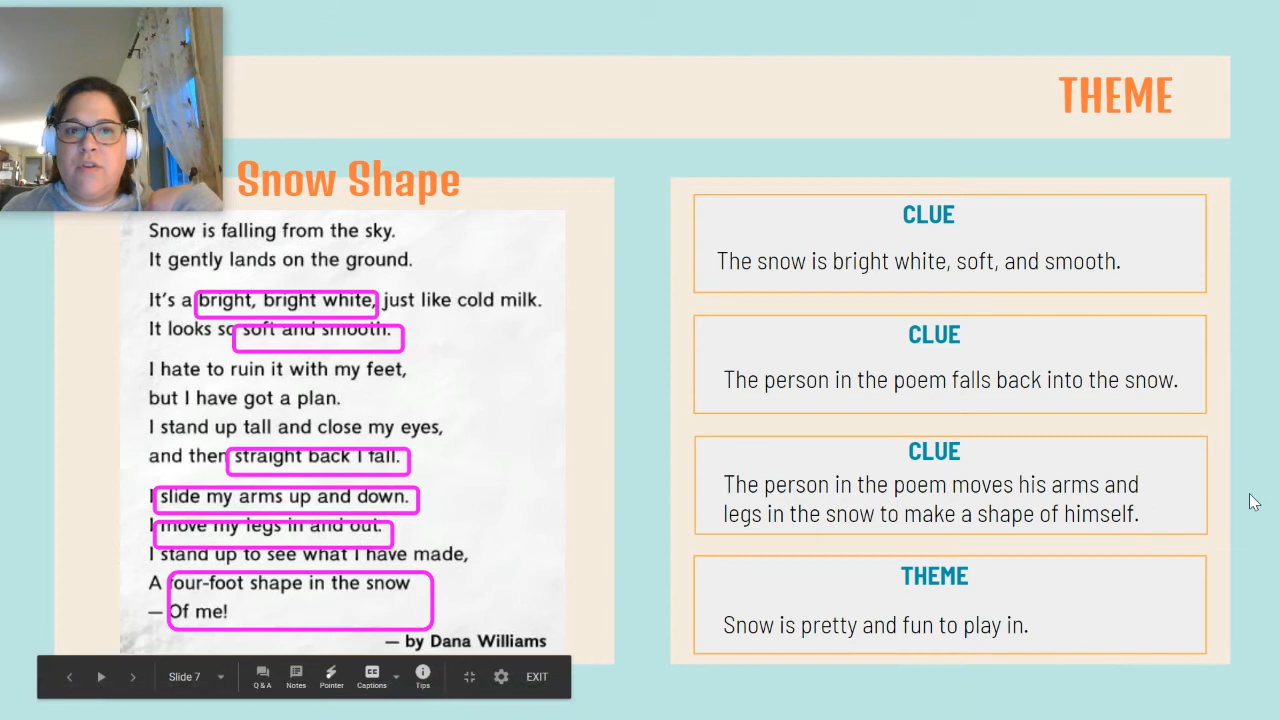 THEME
Snow Shape
Snow is falling from the sky.
It gently lands on the ground.
It's a bright, bright white, just like cold milk.
It looks so soft and smooth.
I hate to ruin it with my feet,
but I have got a plan.
I stand up tall and close my eyes,
and then straight back I fall.
I slide my arms up and down.
I move my legs in and out.
I stand up to see what I have made,
A four-foot shape in the snow
— Of me!
— by Dana Williams
CLUE
The snow is bright white, soft, and smooth.
CLUE
The person in the poem falls back into the snow.
CLUE
The person in the poem moves his arms and
legs in the snow to make a shape of himself.
THEME
Snow is pretty and fun to play in.
Slide 7
Q & A
Notes
Pointer
CC
Captions
Tips
EXIT